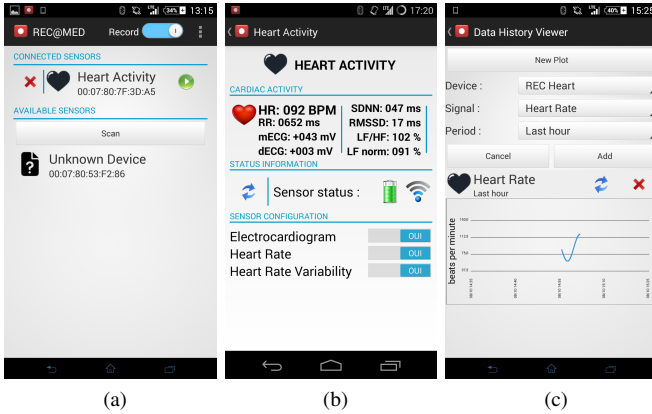 34% 13:15
REC@MED
Record
CONNECTED SENSORS
Heart Activity
00:07:80:7F:3D:A5
AVAILABLE SENSORS
Scan
Unknown Device
00:07:80:53:F2:86
(a)
17:20
Heart Activity
HEART ACTIVITY
CARDIAC ACTIVITY
HR: 092 BPM
RR: 0652 ms
mECG: +043 mV
dECG: +003 mV
SDNN: 047 ms
RMSSD: 17 ms
LF/HF: 102 %
LF norm: 091 %
STATUS INFORMATION
Sensor status :
SENSOR CONFIGURATION
Electrocardiogram OUI
Heart Rate OUI
Heart Rate Variability OUI
(b)
40% 15:25
Data History Viewer
New Plot
Device : REC Heart
Signal : Heart Rate
Period : Last hour
Cancel Add
Heart Rate
Last hour
beats per minute
(c)